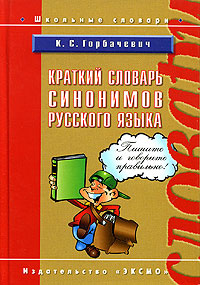 Школьные словари
К. С. Горбачевич
КРАТКИЙ СЛОВАРЬ
СИНОНИМОВ
РУССКОГО ЯЗЫКА
Пишите
и говорите
правильно!
словари
Издательство «ЭКСМО»